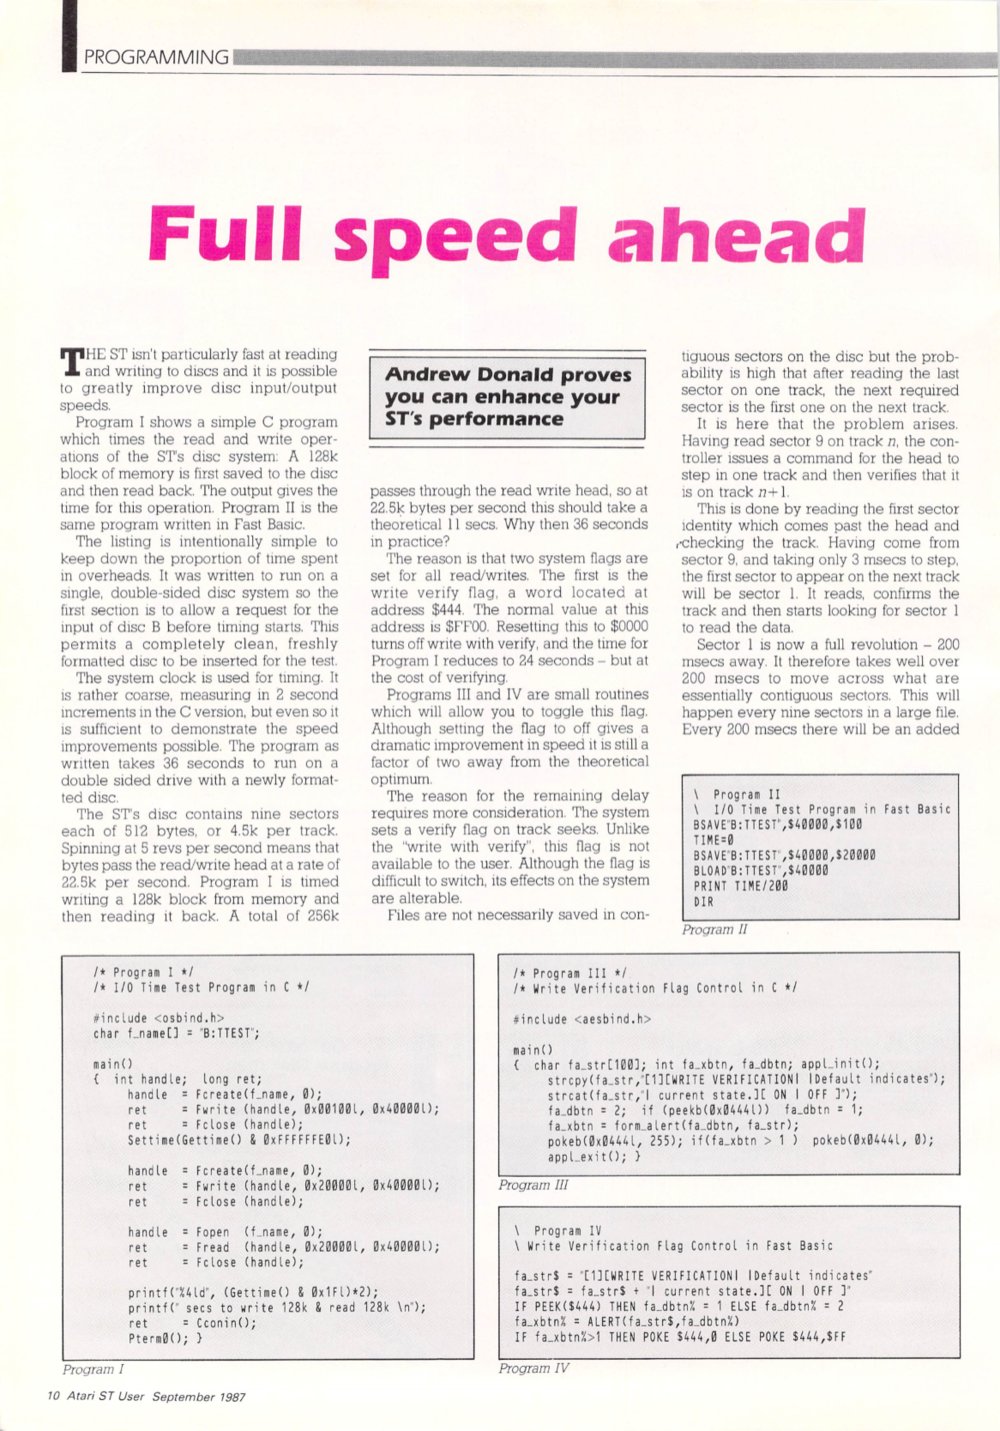 PROGRAMMING
Full speed ahead
THE ST isn't particularly fast at reading
and writing to discs and it is possible
to greatly improve disc input/output
speeds.
Program I shows a simple C program
which times the read and write oper-
ations of the ST's disc system: A 128k
block of memory is first saved to the disc
and then read back. The output gives the
time for this operation. Program II is the
same program written in Fast Basic.
The listing is intentionally simple to
keep down the proportion of time spent
in overheads. It was written to run on a
single, double-sided disc system so the
first section is to allow a request for the
input of disc B before timing starts. This
permits a completely clean, freshly
formatted disc to be inserted for the test.
The system clock is used for timing. It
is rather coarse, measuring in 2 second
increments in the C version, but even so it
is sufficient to demonstrate the speed
improvements possible. The program as
written takes 36 seconds to run on a
double sided drive with a newly format-
ted disc.
The ST's disc contains nine sectors
each of 512 bytes, or 4.5k per track.
Spinning at 5 revs per second means that
bytes pass the read/write head at a rate of
22.5k per second. Program I is timed
writing a 128k block from memory and
then reading it back. A total of 256k
Andrew Donald proves
you can enhance your
ST's performance
passes through the read write head, so at
22.5k bytes per second this should take a
theoretical 11 secs. Why then 36 seconds
in practice?
The reason is that two system flags are
set for all read/writes. The first is the
write verify flag, a word located at
address $444. The normal value at this
address is $FF00. Resetting this to $0000
turns off write with verify, and the time for
Program I reduces to 24 seconds – but at
the cost of verifying.
Programs III and IV are small routines
which will allow you to toggle this flag.
Although setting the flag to off gives a
dramatic improvement in speed it is still a
factor of two away from the theoretical
optimum.
The reason for the remaining delay
requires more consideration. The system
sets a verify flag on track seeks. Unlike
the "write with verify", this flag is not
available to the user. Although the flag is
difficult to switch, its effects on the system
are alterable.
Files are not necessarily saved in con-
tiguous sectors on the disc but the prob-
ability is high that after reading the last
sector on one track, the next required
sector is the first one on the next track.
It is here that the problem arises.
Having read sector 9 on track n, the con-
troller issues a command for the head to
step in one track and then verifies that it
is on track n+1.
This is done by reading the first sector
identity which comes past the head and
checking the track. Having come from
sector 9, and taking only 3 msecs to step,
the first sector to appear on the next track
will be sector 1. It reads, confirms the
track and then starts looking for sector 1
to read the data.
Sector 1 is now a full revolution – 200
msecs away. It therefore takes well over
200 msecs to move across what are
essentially contiguous sectors. This will
happen every nine sectors in a large file.
Every 200 msecs there will be an added
\ Program II
\ I/O Time Test Program in Fast Basic
BSAVE"B:TTEST",$40000,$100
TIME=0
BSAVE"B:TTEST",$40000,$20000
BLOAD"B:TTEST",$40000
PRINT TIME/200
DIR
Program II
/* Program I */
/* I/O Time Test Program in C */
#include <osbind.h>
char f_name[] = "B:TTEST";
main()
{ int handle; long ret;
handle = Fcreate(f_name, 0);
ret = Fwrite (handle, 0x00100l, 0x40000l);
ret = Fclose (handle);
Settime(Gettime() & 0xFFFFFFE0l);
handle = Fcreate(f_name, 0);
ret = Fwrite (handle, 0x20000l, 0x40000l);
ret = Fclose (handle);
handle = Fopen (f_name, 0);
ret = Fread (handle, 0x20000l, 0x40000l);
ret = Fclose (handle);
printf("%4ld", (Gettime() & 0x1Fl)*2);
printf(" secs to write 128k & read 128k \n");
ret = Cconin();
Pterm0(); }
Program I
/* Program III */
/* Write Verification Flag Control in C */
#include <aesbind.h>
main()
{ char fa_str[100]; int fa_xbtn, fa_dbtn; appl_init();
strcpy(fa_str,"[1][WRITE VERIFICATION| |Default indicates");
strcat(fa_str,"| current state.][ ON | OFF ]");
fa_dbtn = 2; if (peekb(0x0444l)) fa_dbtn = 1;
fa_xbtn = form_alert(fa_dbtn, fa_str);
pokeb(0x0444l, 255); if(fa_xbtn > 1 ) pokeb(0x0444l, 0);
appl_exit(); }
Program III
\ Program IV
\ Write Verification Flag Control in Fast Basic
fa_str$ = "[1][WRITE VERIFICATION| |Default indicates"
fa_str$ = fa_str$ + "| current state.][ ON | OFF ]"
IF PEEK($444) THEN fa_dbtn% = 1 ELSE fa_dbtn% = 2
fa_xbtn% = ALERT(fa_str$,fa_dbtn%)
IF fa_xbtn%>1 THEN POKE $444,0 ELSE POKE $444,$FF
Program IV
10 Atari ST User September 1987